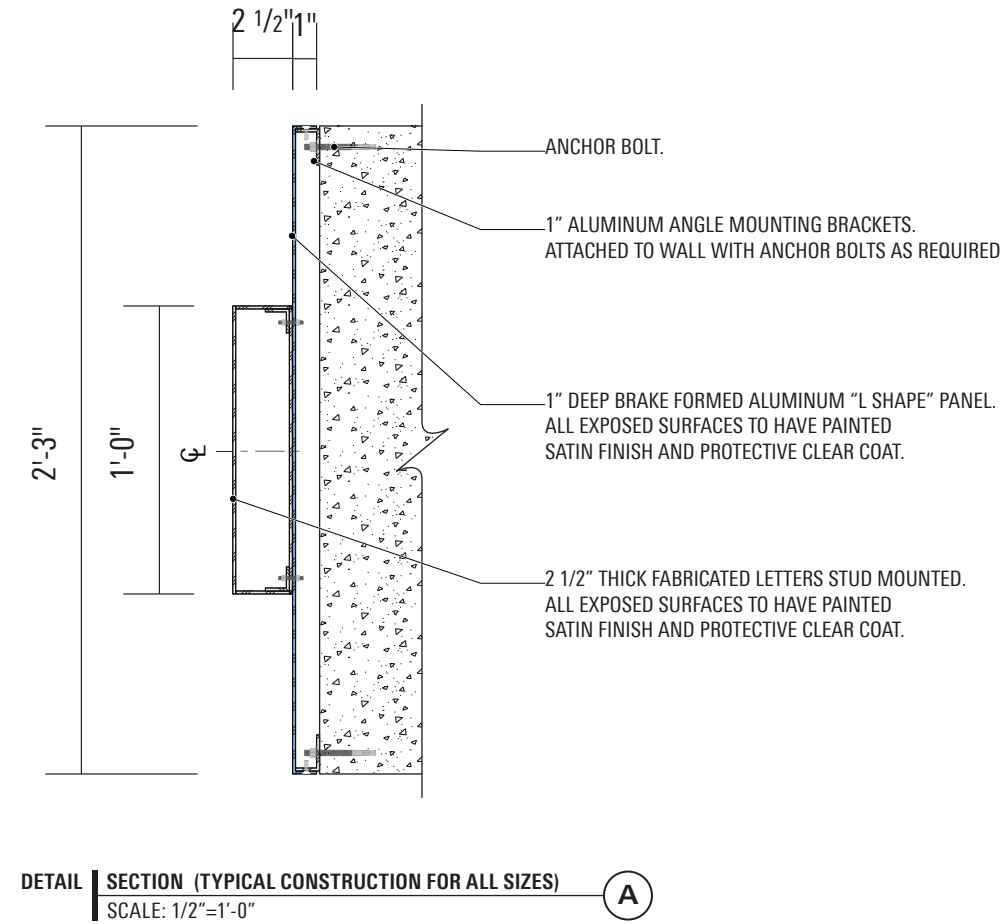 2 1/2" 1"
ANCHOR BOLT.
1” ALUMINUM ANGLE MOUNTING BRACKETS.
ATTACHED TO WALL WITH ANCHOR BOLTS AS REQUIRED
1” DEEP BRAKE FORMED ALUMINUM “L SHAPE” PANEL.
ALL EXPOSED SURFACES TO HAVE PAINTED
SATIN FINISH AND PROTECTIVE CLEAR COAT.
2'-3"
1'-0"
℄
2 1/2” THICK FABRICATED LETTERS STUD MOUNTED.
ALL EXPOSED SURFACES TO HAVE PAINTED
SATIN FINISH AND PROTECTIVE CLEAR COAT.
DETAIL SECTION (TYPICAL CONSTRUCTION FOR ALL SIZES)
SCALE: 1/2”=1’-0”
A